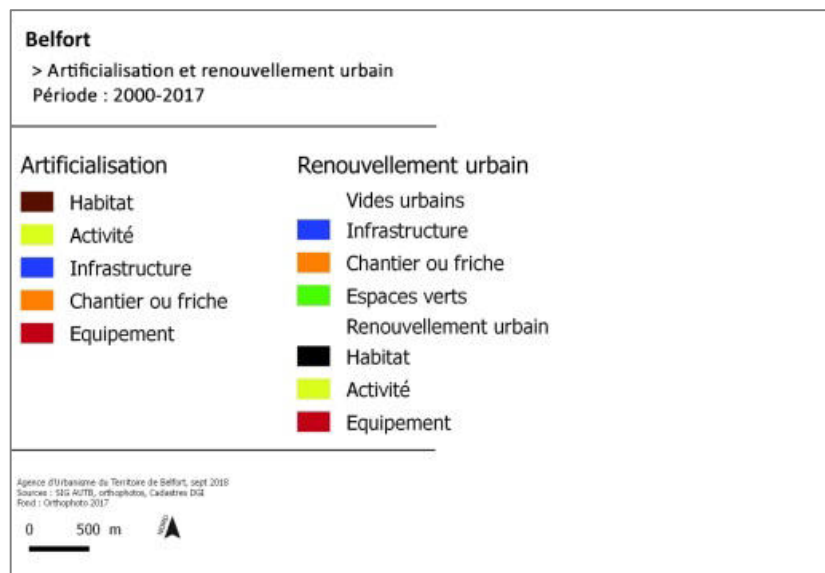 Belfort
> Artificialisation et renouvellement urbain
Période : 2000-2017
Artificialisation
Habitat
Activité
Infrastructure
Chantier ou friche
Equipement
Renouvellement urbain
Vides urbains
Infrastructure
Chantier ou friche
Espaces verts
Renouvellement urbain
Habitat
Activité
Equipement
Agence d'Urbanisme du Territoire de Belfort, sept 2018
Sources : SIG AUTB, orthophotos, Cadastres DGI
Fond : Orthophoto 2017
0 500 m
NORD